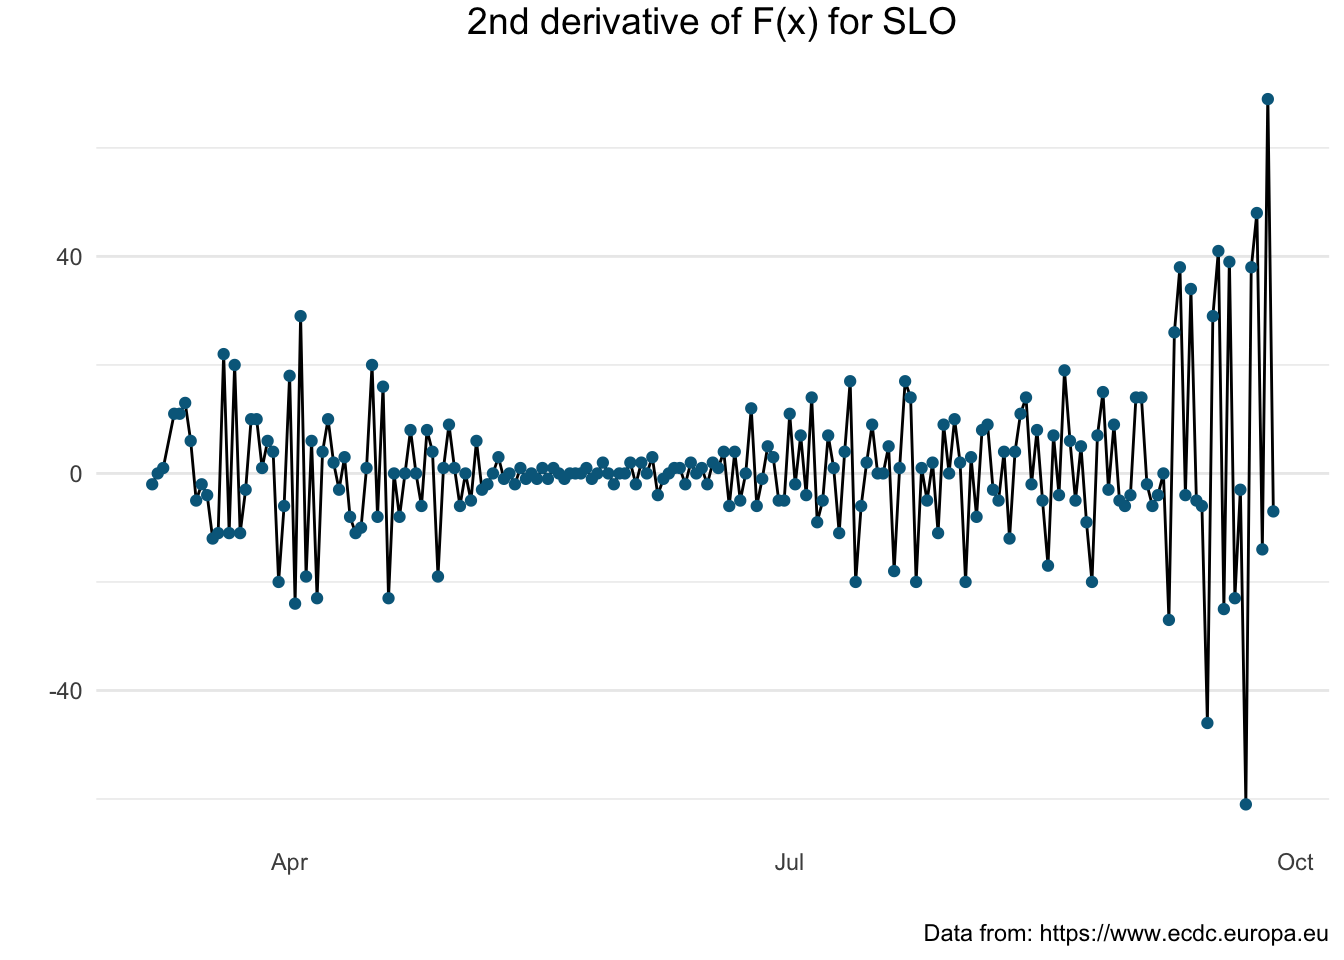 2nd derivative of F(x) for SLO
40
0
-40
Apr
Jul
Oct
Data from: https://www.ecdc.europa.eu